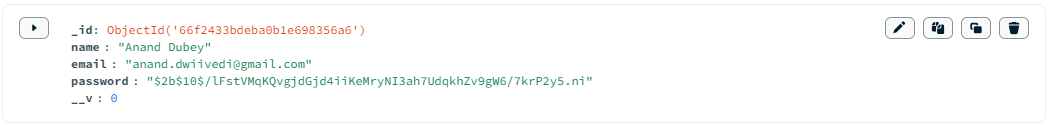 _id: ObjectId('66f2433bdeba0b1e698356a6')
name : "Anand Dubey"
email : "anand.dwiivedi@gmail.com"
password : "$2b$10$/lFstVMqKQvgjdGjd4iiKeMryNI3ah7UdqkhZv9gW6/7krP2y5.ni"
__v : 0